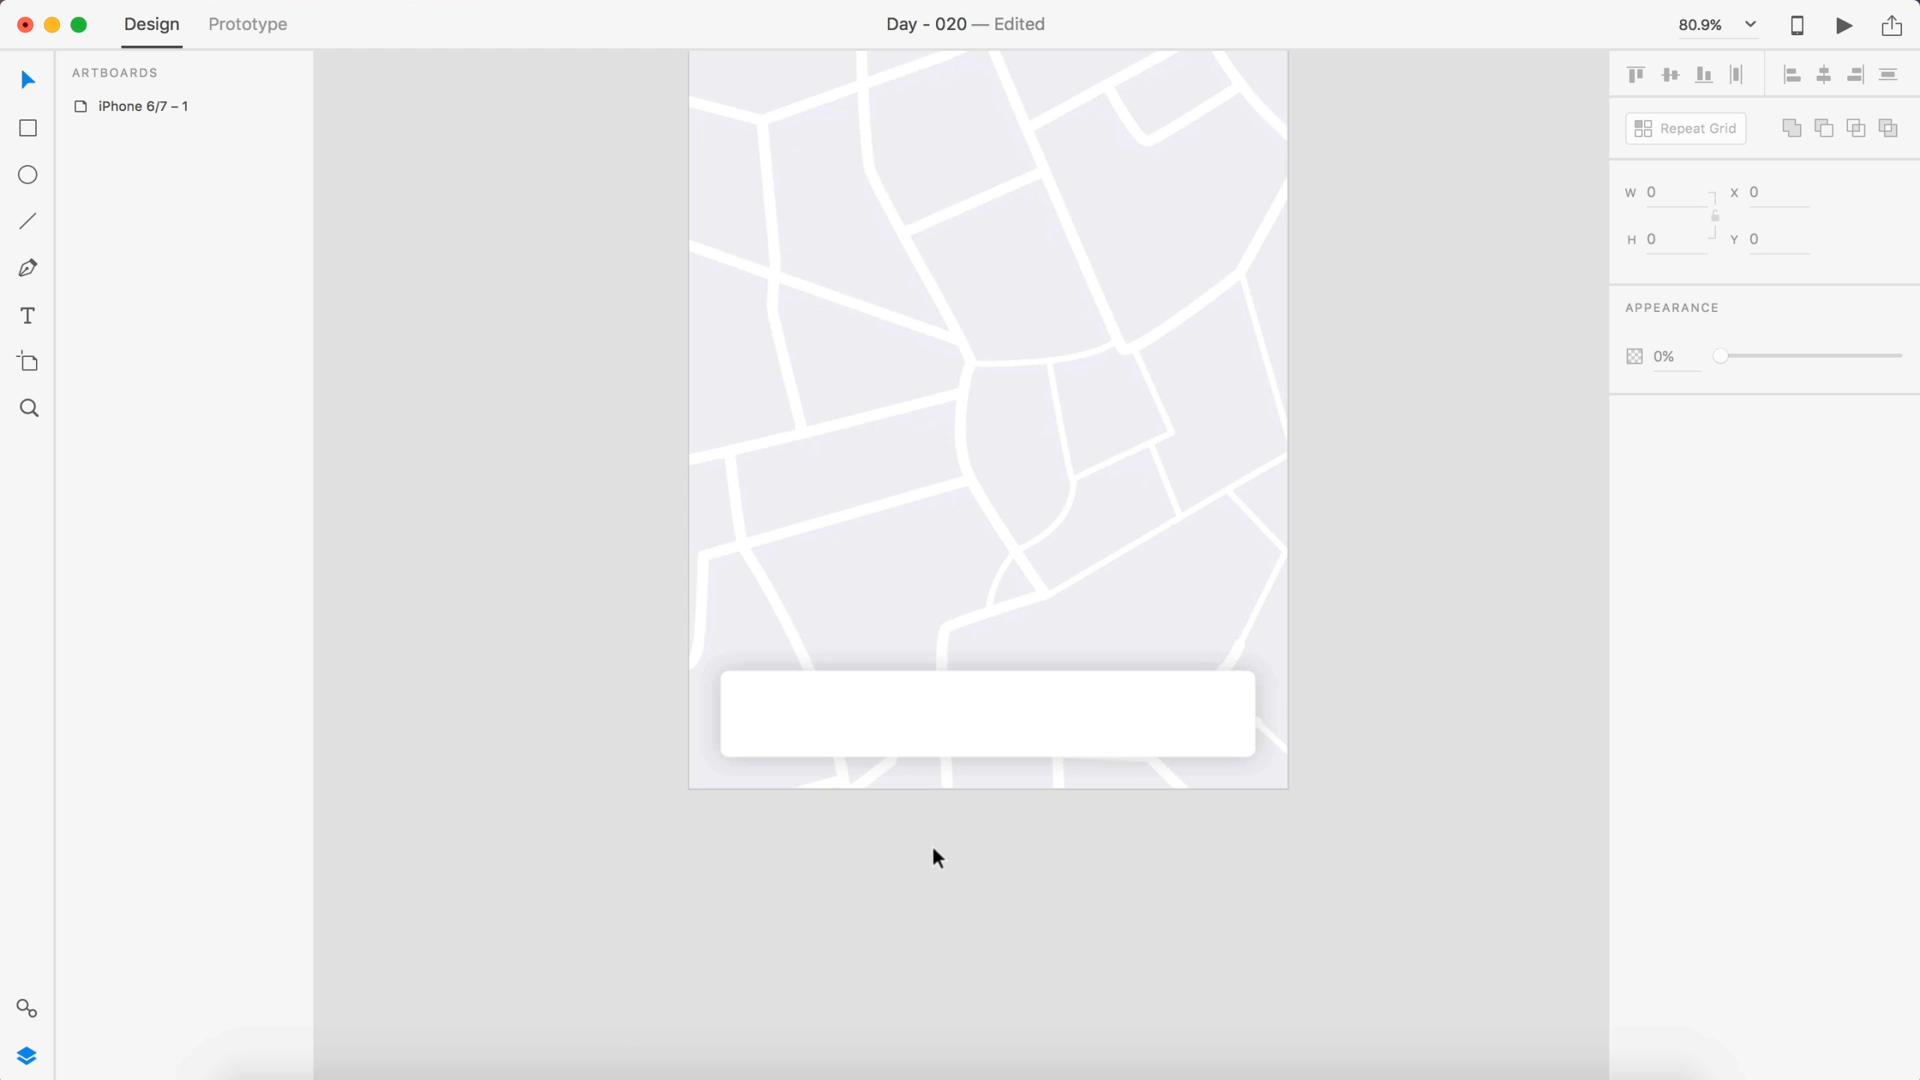 Design
Prototype
Day - 020 — Edited
80.9%
ARTBOARDS
iPhone 6/7 – 1
Repeat Grid
W 0
X 0
H 0
Y 0
APPEARANCE
0%
T